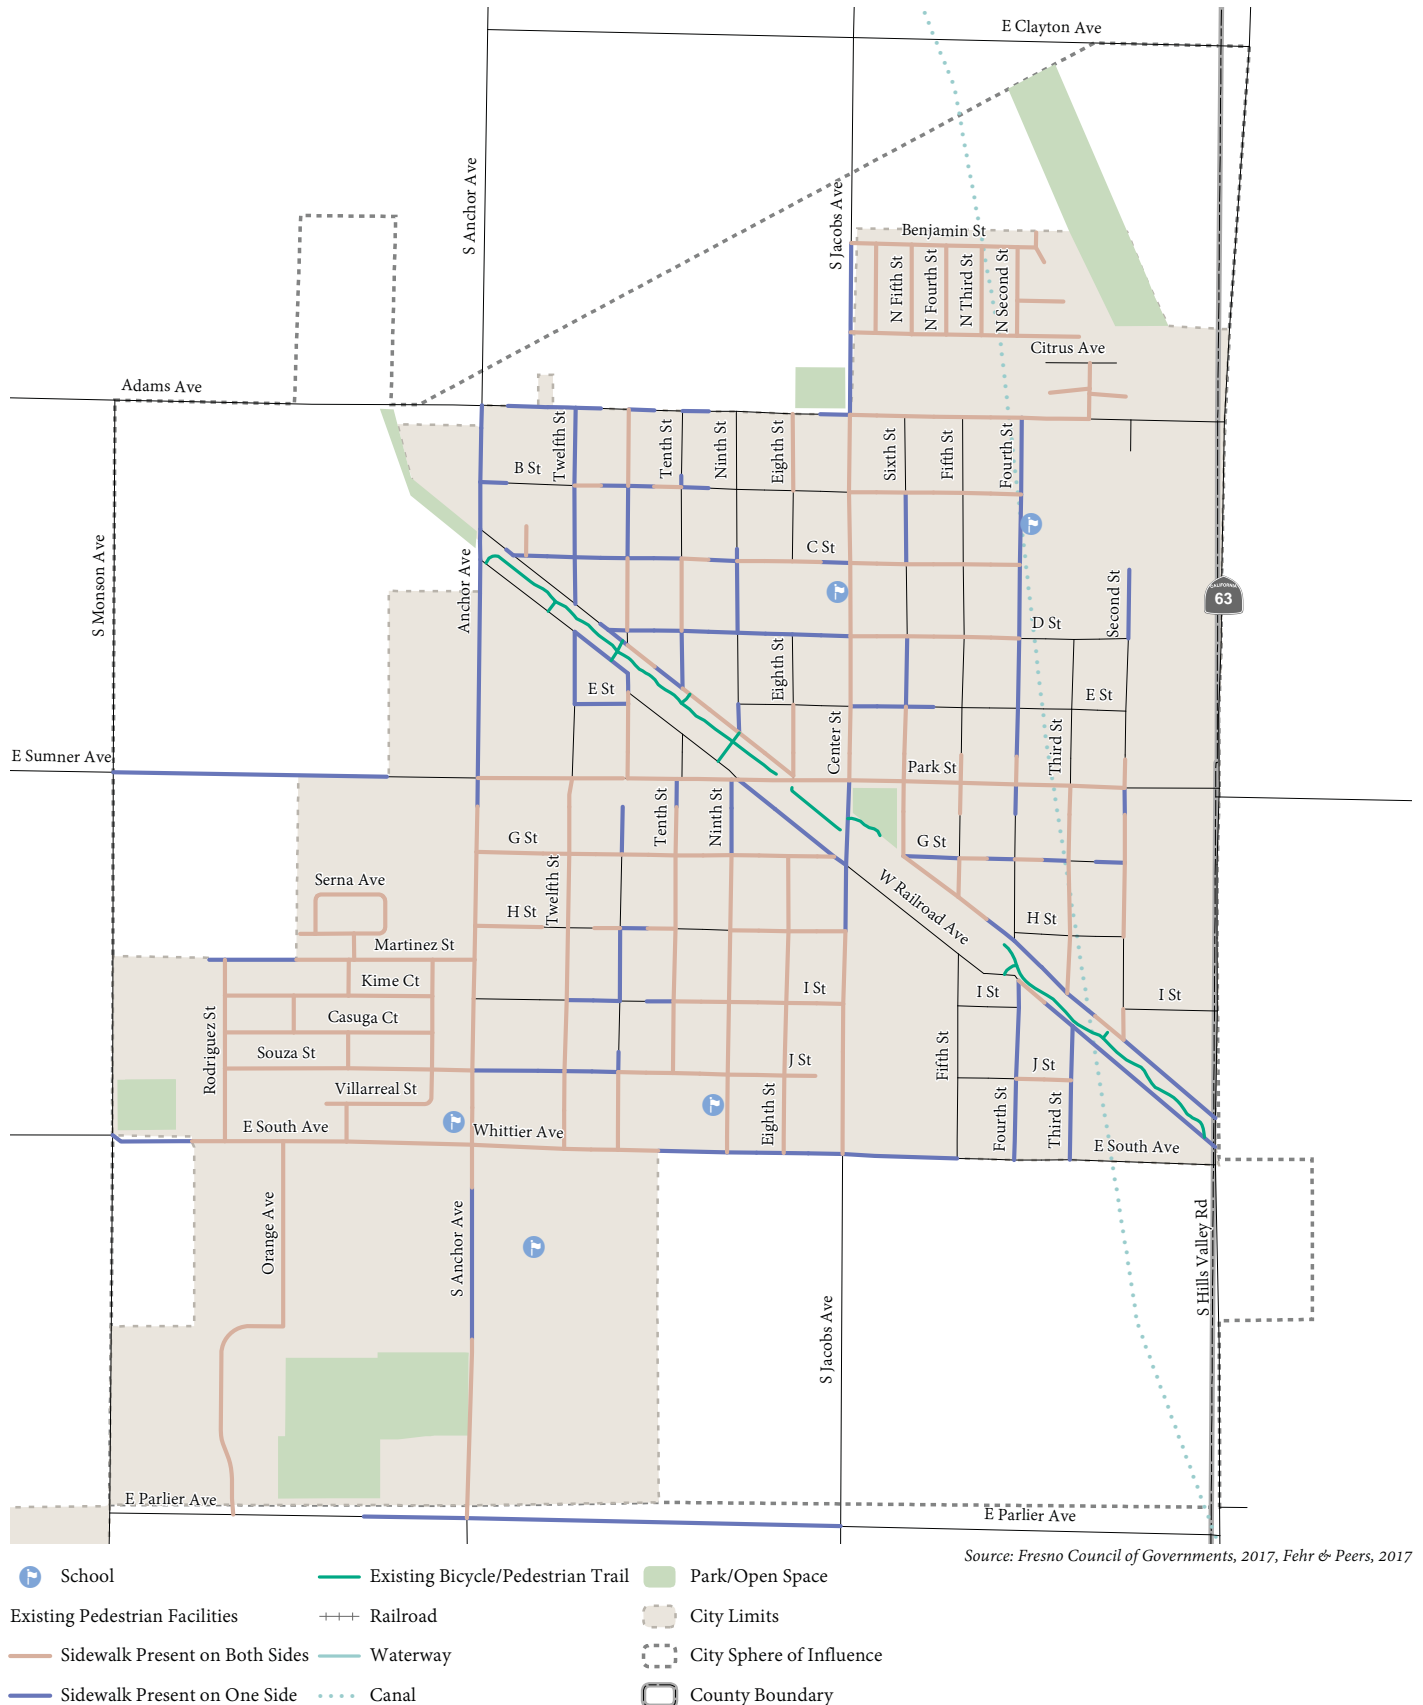 E Clayton Ave
S Anchor Ave
S Jacobs Ave
Benjamin St
N Fifth St
N Fourth St
N Third St
N Second St
Citrus Ave
Adams Ave
Twelfth St
Tenth St
Ninth St
Eighth St
Sixth St
Fifth St
Fourth St
B St
C St
S Monson Ave
Anchor Ave
Second St
CALIFORNIA
63
D St
Eighth St
E St
E St
Center St
Third St
E Sumner Ave
Park St
Tenth St
Ninth St
G St
G St
Twelfth St
Serna Ave
W Railroad Ave
H St
H St
Martinez St
Kime Ct
I St
I St
I St
Casuga Ct
Rodriguez St
Souza St
Fifth St
J St
J St
Villarreal St
Eighth St
Fourth St
Third St
E South Ave
Whittier Ave
E South Ave
Orange Ave
S Anchor Ave
S Hills Valley Rd
S Jacobs Ave
E Parlier Ave
E Parlier Ave
Source: Fresno Council of Governments, 2017, Fehr & Peers, 2017
School
Existing Bicycle/Pedestrian Trail
Park/Open Space
Existing Pedestrian Facilities
Railroad
City Limits
Sidewalk Present on Both Sides
Waterway
City Sphere of Influence
Sidewalk Present on One Side
Canal
County Boundary